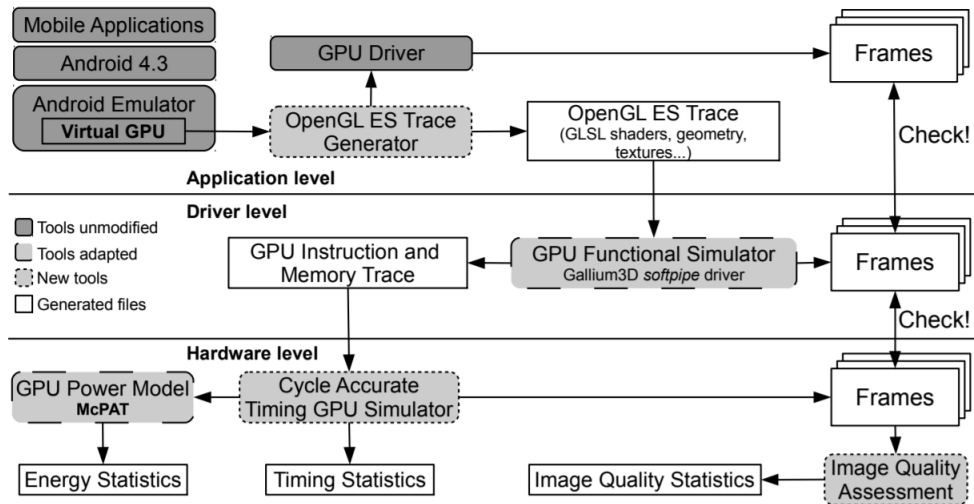 Mobile Applications
Android 4.3
Android Emulator
Virtual GPU
GPU Driver
OpenGL ES Trace
Generator
OpenGL ES Trace
(GLSL shaders, geometry,
textures...)
Frames
Check!
Application level
Driver level
Tools unmodified
Tools adapted
New tools
Generated files
GPU Instruction and
Memory Trace
GPU Functional Simulator
Gallium3D softpipe driver
Frames
Check!
Hardware level
GPU Power Model
McPAT
Cycle Accurate
Timing GPU Simulator
Frames
Energy Statistics
Timing Statistics
Image Quality Statistics
Image Quality
Assessment